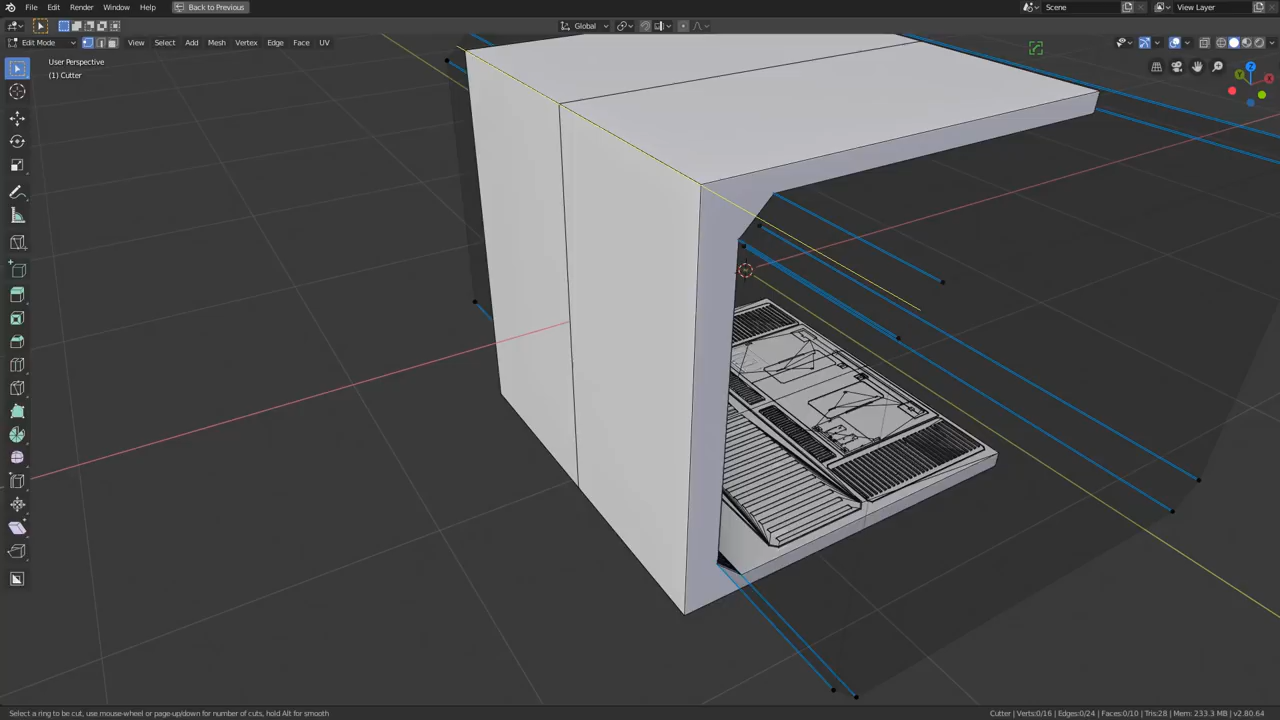 File Edit Render Window Help Back to Previous Scene View Layer
Global
Edit Mode View Select Add Mesh Vertex Edge Face UV
User Perspective
(1) Cutter
Z
Y
X
Select a ring to be cut, use mouse-wheel or page-up/down for number of cuts, hold Alt for smooth
Cutter | Verts:0/16 | Edges:0/24 | Faces:0/10 | Tris:28 | Mem: 233.3 MB | v2.80.64